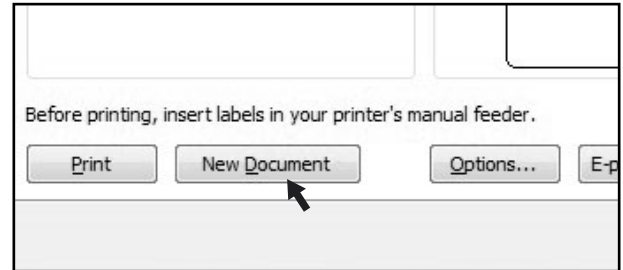 Before printing, insert labels in your printer's manual feeder.
Print New Document Options... E-p